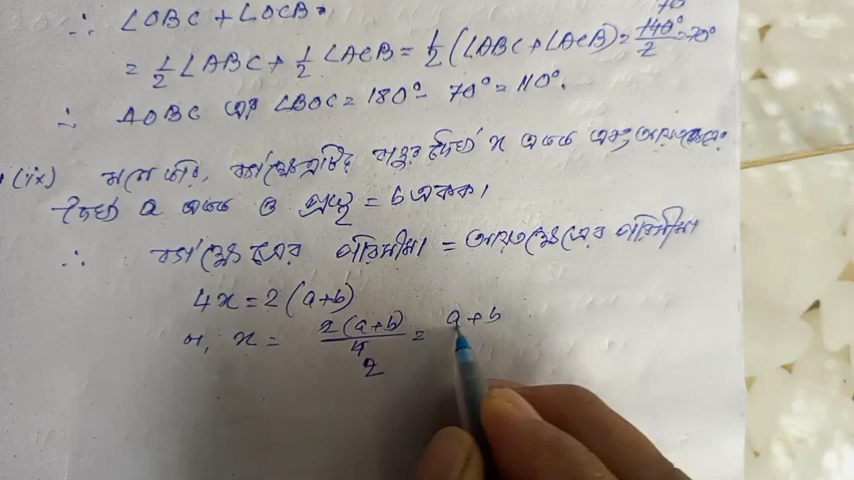 ∴ ∠OBC + ∠OCB
= 1/2 ∠ABC + 1/2 ∠ACB = 1/2 (∠ABC + ∠ACB) = 140°/2 = 70°
∴ ΔOBC এর ∠BOC = 180° - 70° = 110°.
(ix) মনে করি, বর্গক্ষেত্রটির বাহুর দৈর্ঘ্য x একক এবং আয়তক্ষেত্রের
দৈর্ঘ্য a একক ও প্রস্থ = b একক।
∴ বর্গক্ষেত্রের পরিসীমা = আয়তক্ষেত্রের পরিসীমা
4x = 2(a+b)
বা, x = 2(a+b)/4 = a+b
2